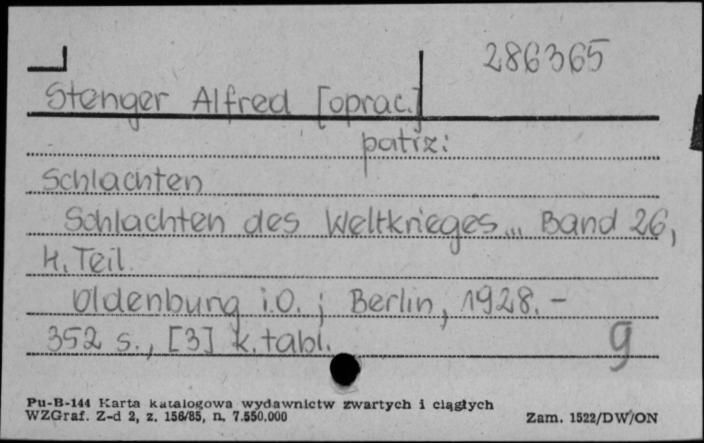 286365
Stenger Alfred [oprac.]
patrz:
Schlachten
Schlachten des Weltkrieges... Band 26,
4. Teil.
Oldenburg i.O. ; Berlin, 1928. -
352 s., [3] k. tabl.
g
Pu-B-144 Karta katalogowa wydawnictw zwartych i ciągłych
WZGraf. Z-d 2, z. 156/85, n. 7.550.000 Zam. 1522/DW/ON